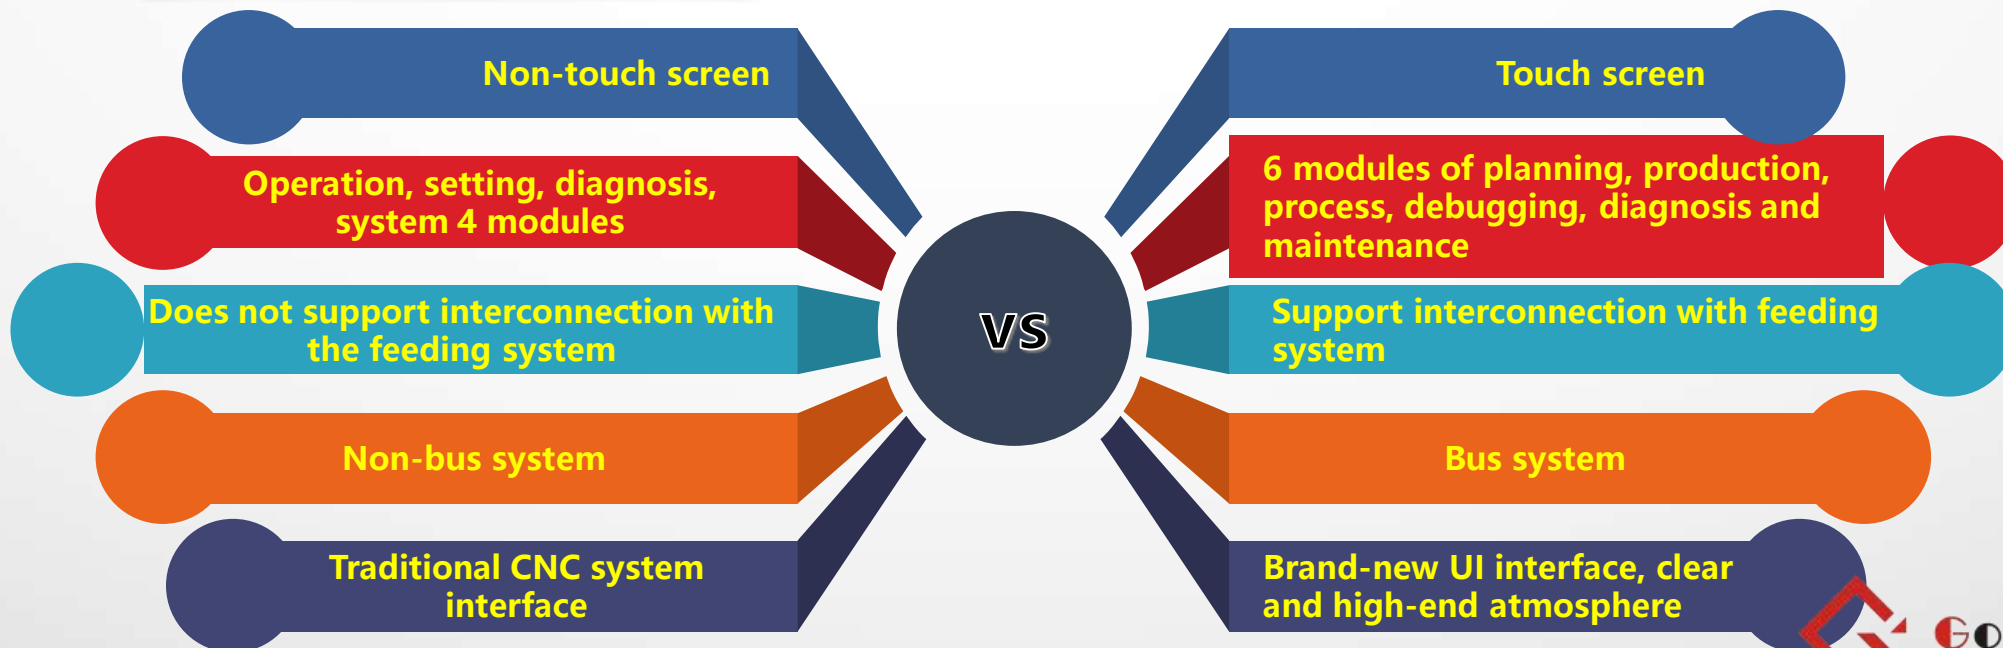 Non-touch screen
Operation, setting, diagnosis,
system 4 modules
Does not support interconnection with
the feeding system
Non-bus system
Traditional CNC system
interface
VS
Touch screen
6 modules of planning, production,
process, debugging, diagnosis and
maintenance
Support interconnection with feeding
system
Bus system
Brand-new UI interface, clear
and high-end atmosphere
Go